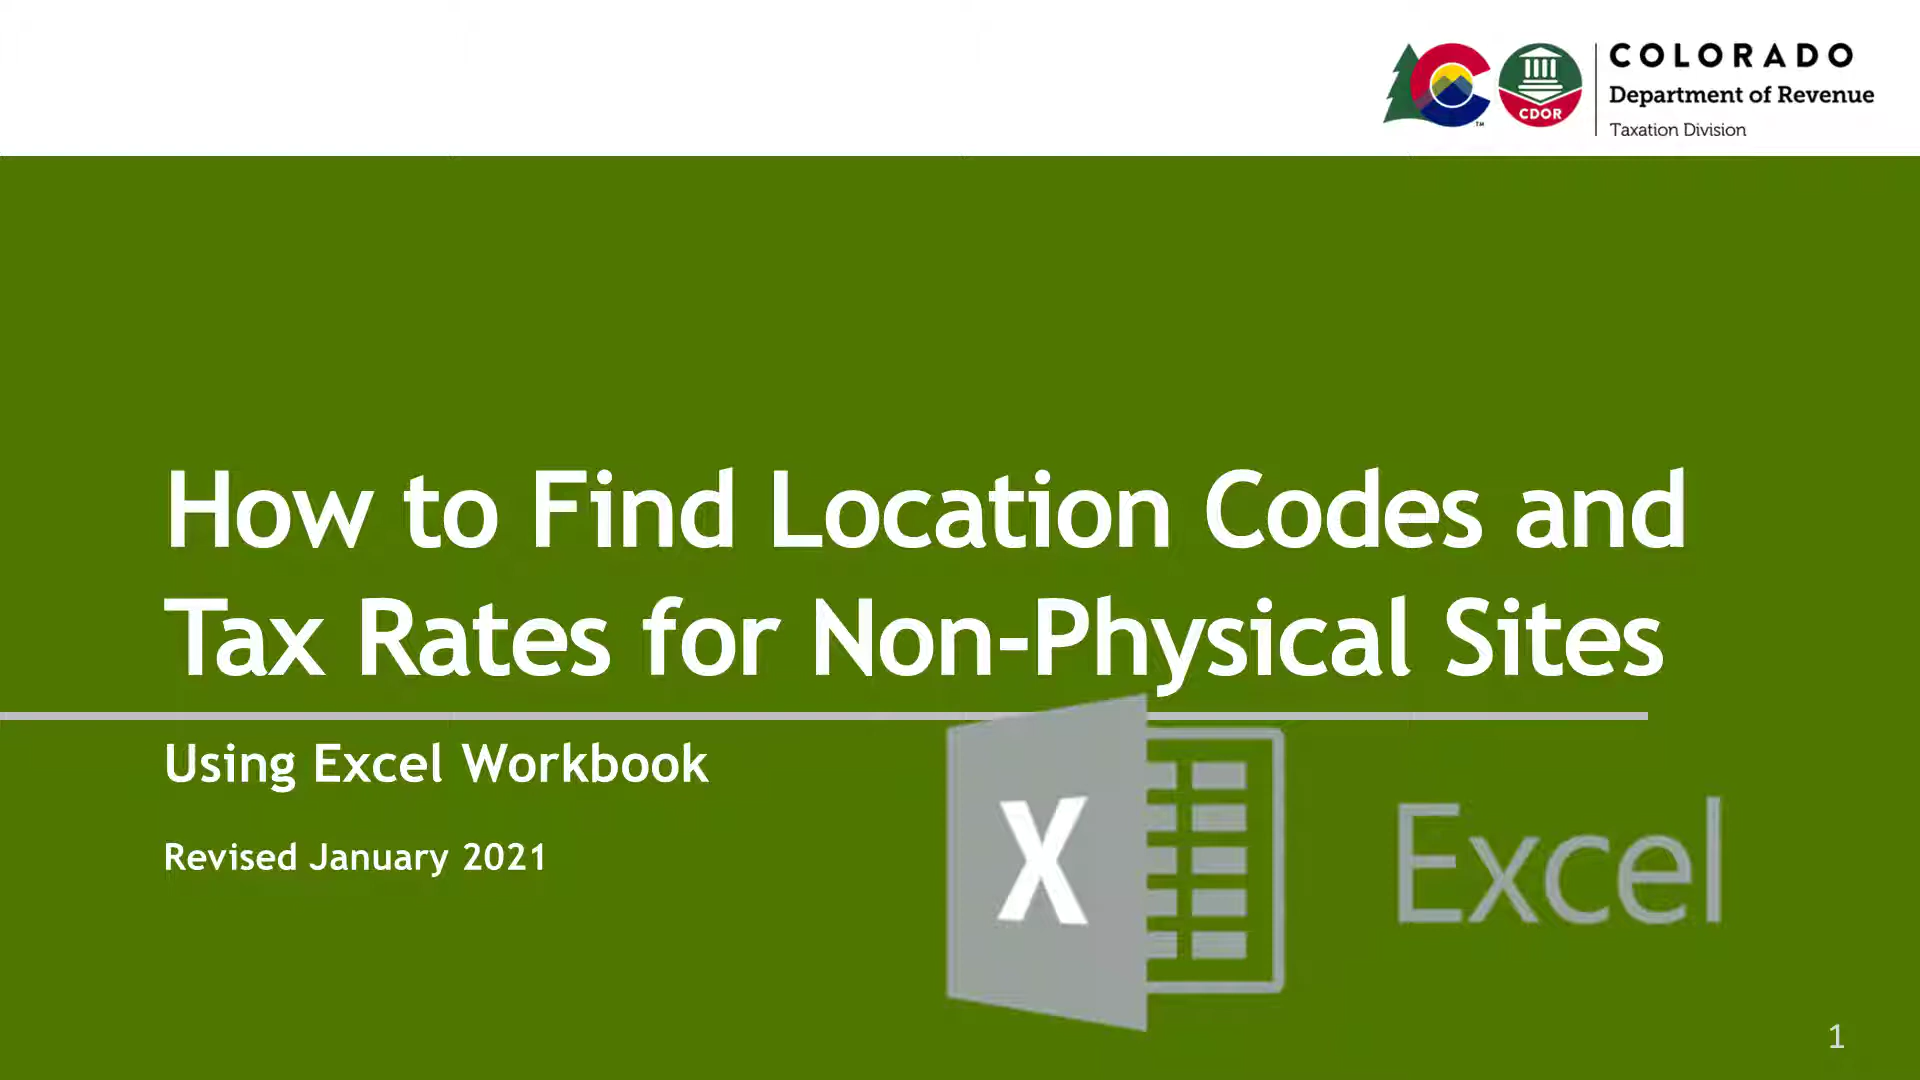 COLORADO
Department of Revenue
Taxation Division
CDOR
TM
How to Find Location Codes and
Tax Rates for Non-Physical Sites
Using Excel Workbook
Revised January 2021
X
Excel
1